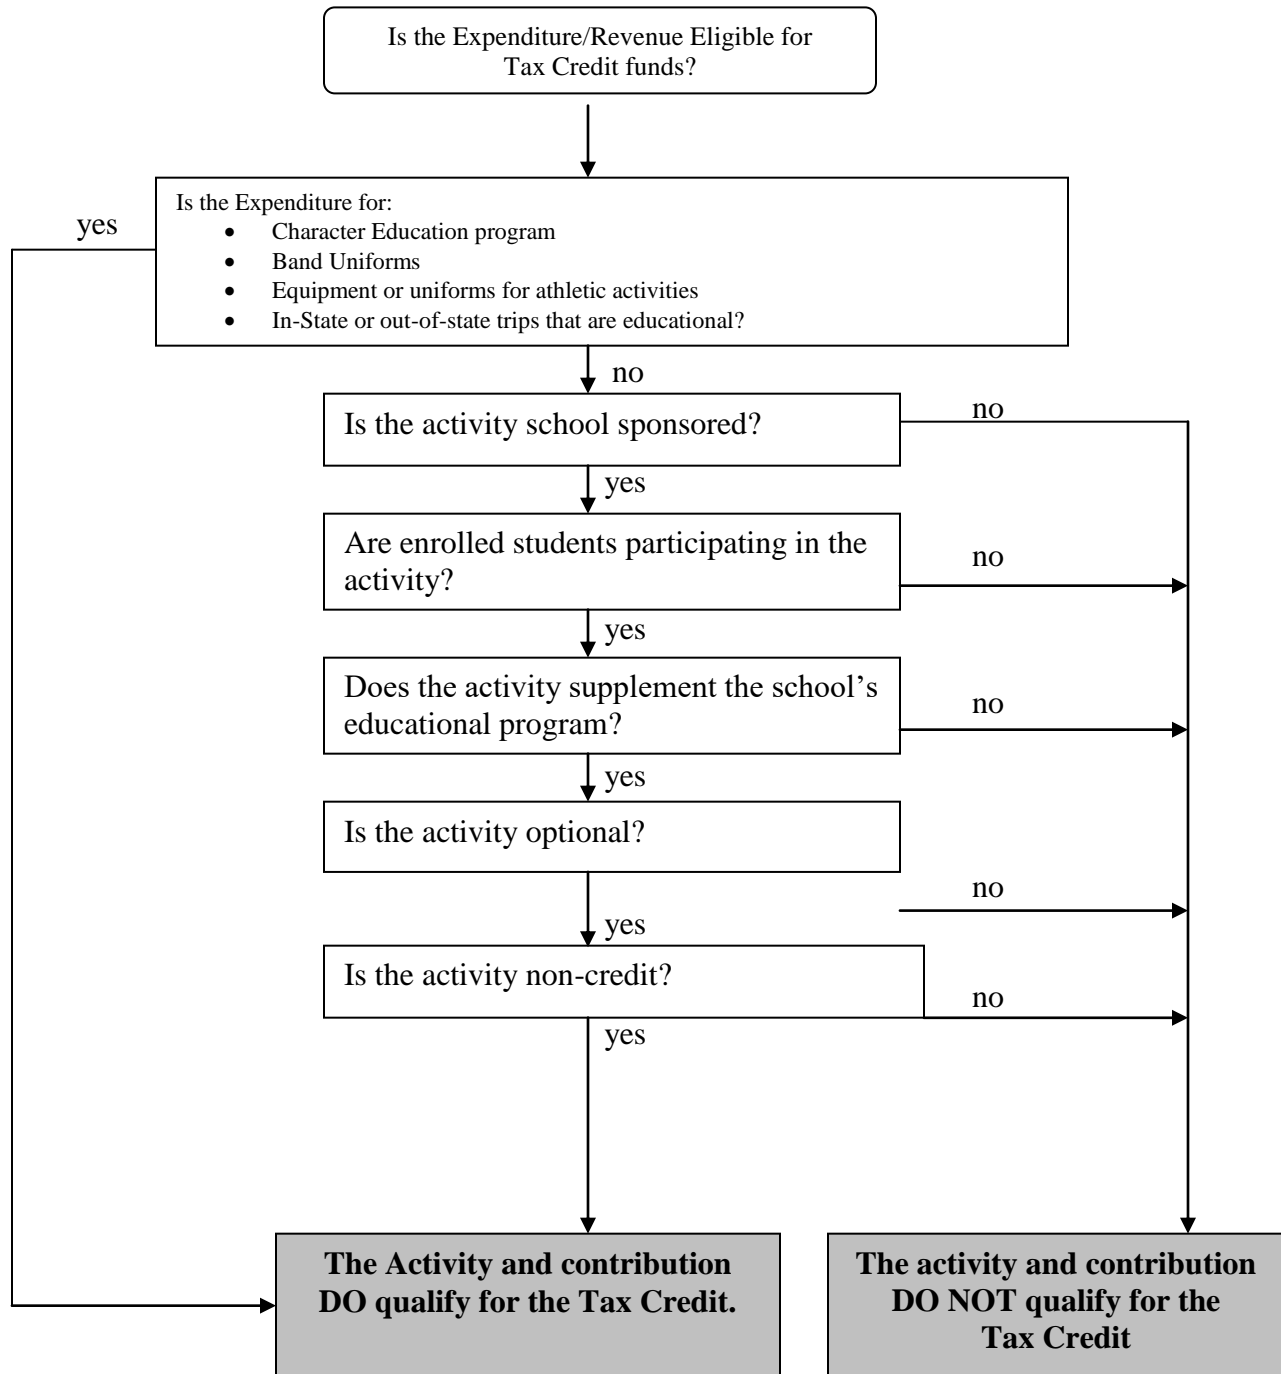 Is the Expenditure/Revenue Eligible for
Tax Credit funds?
Is the Expenditure for:
yes
• Character Education program
• Band Uniforms
• Equipment or uniforms for athletic activities
• In-State or out-of-state trips that are educational?
no
Is the activity school sponsored?
no
yes
Are enrolled students participating in the
activity?
no
yes
Does the activity supplement the school’s
educational program?
no
yes
Is the activity optional?
no
yes
Is the activity non-credit?
no
yes
The Activity and contribution
DO qualify for the Tax Credit.
The activity and contribution
DO NOT qualify for the
Tax Credit